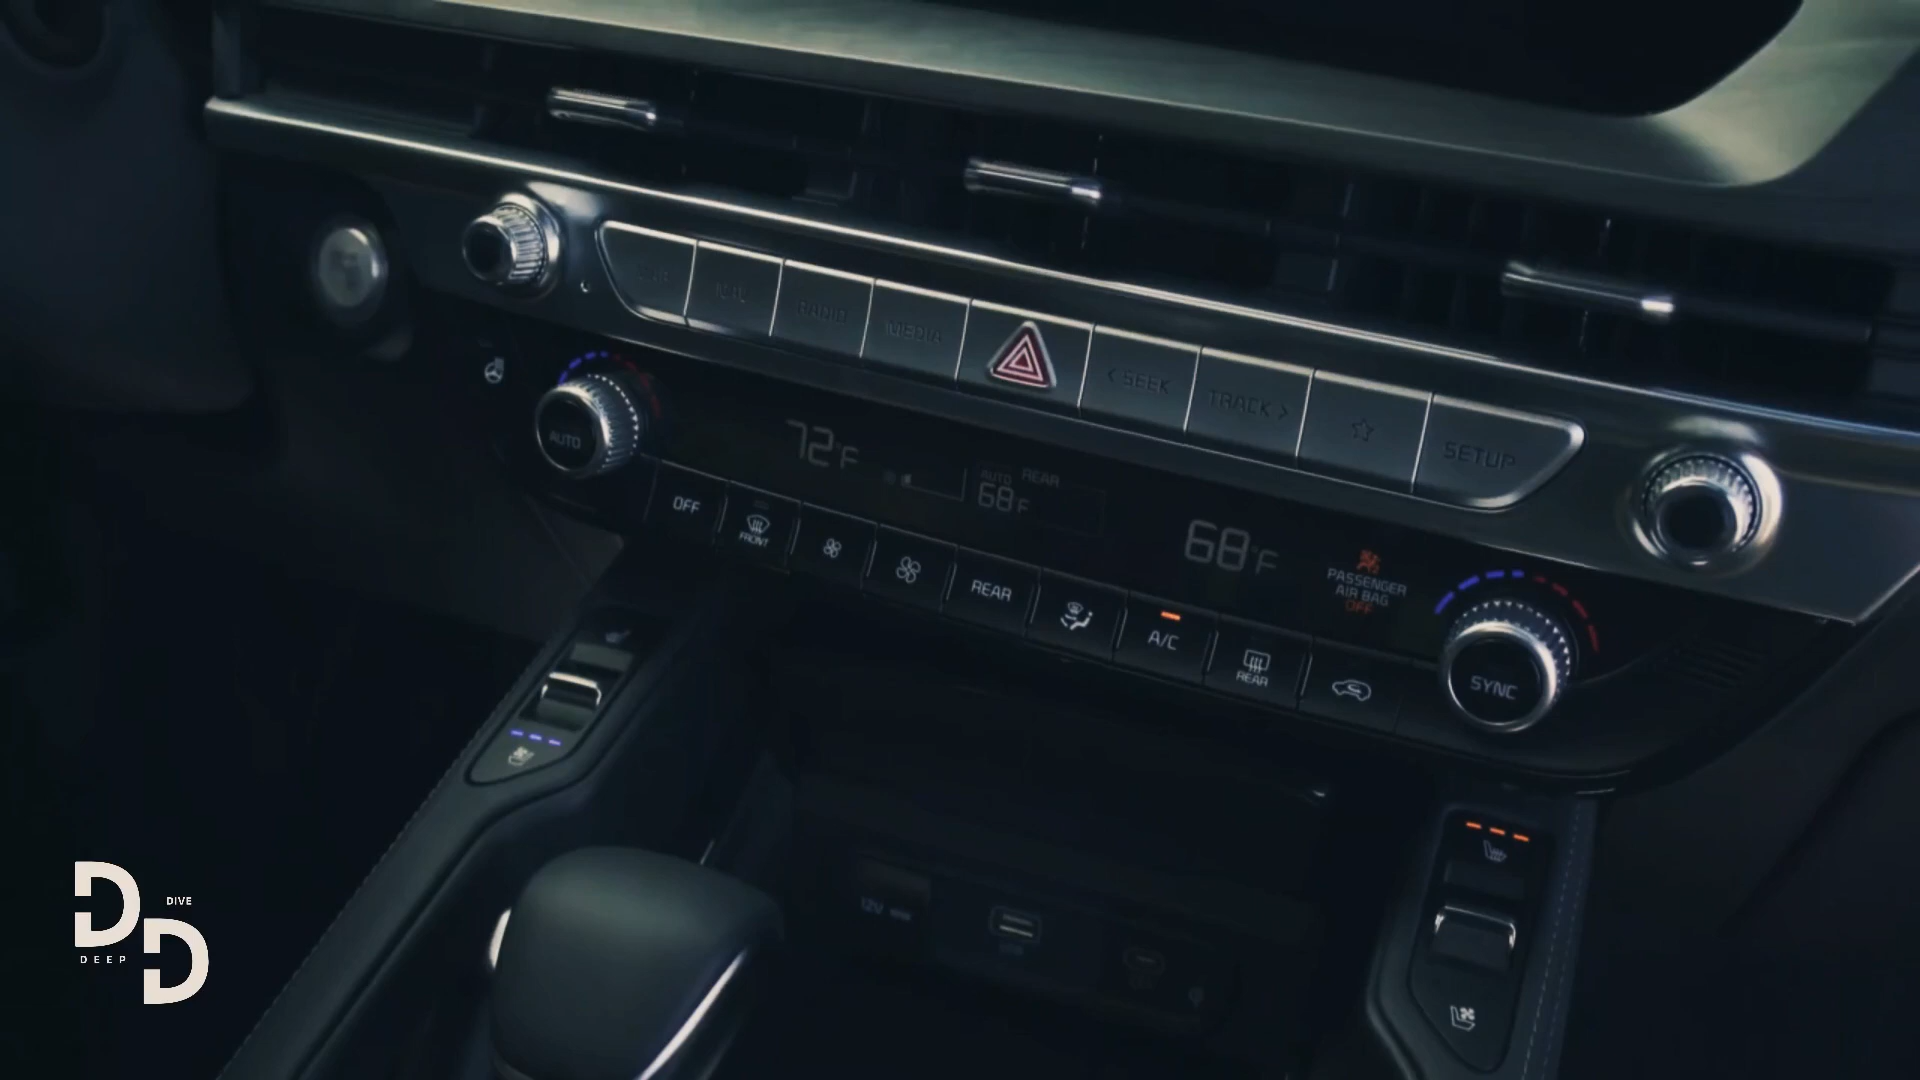 RADIO
MEDIA
< SEEK
TRACK >
SETUP
AUTO
72°F
AUTO REAR
68°F
68°F
PASSENGER
AIR BAG
OFF
OFF
FRONT
REAR
A/C
REAR
SYNC
12V
DIVE
DEEP
DD